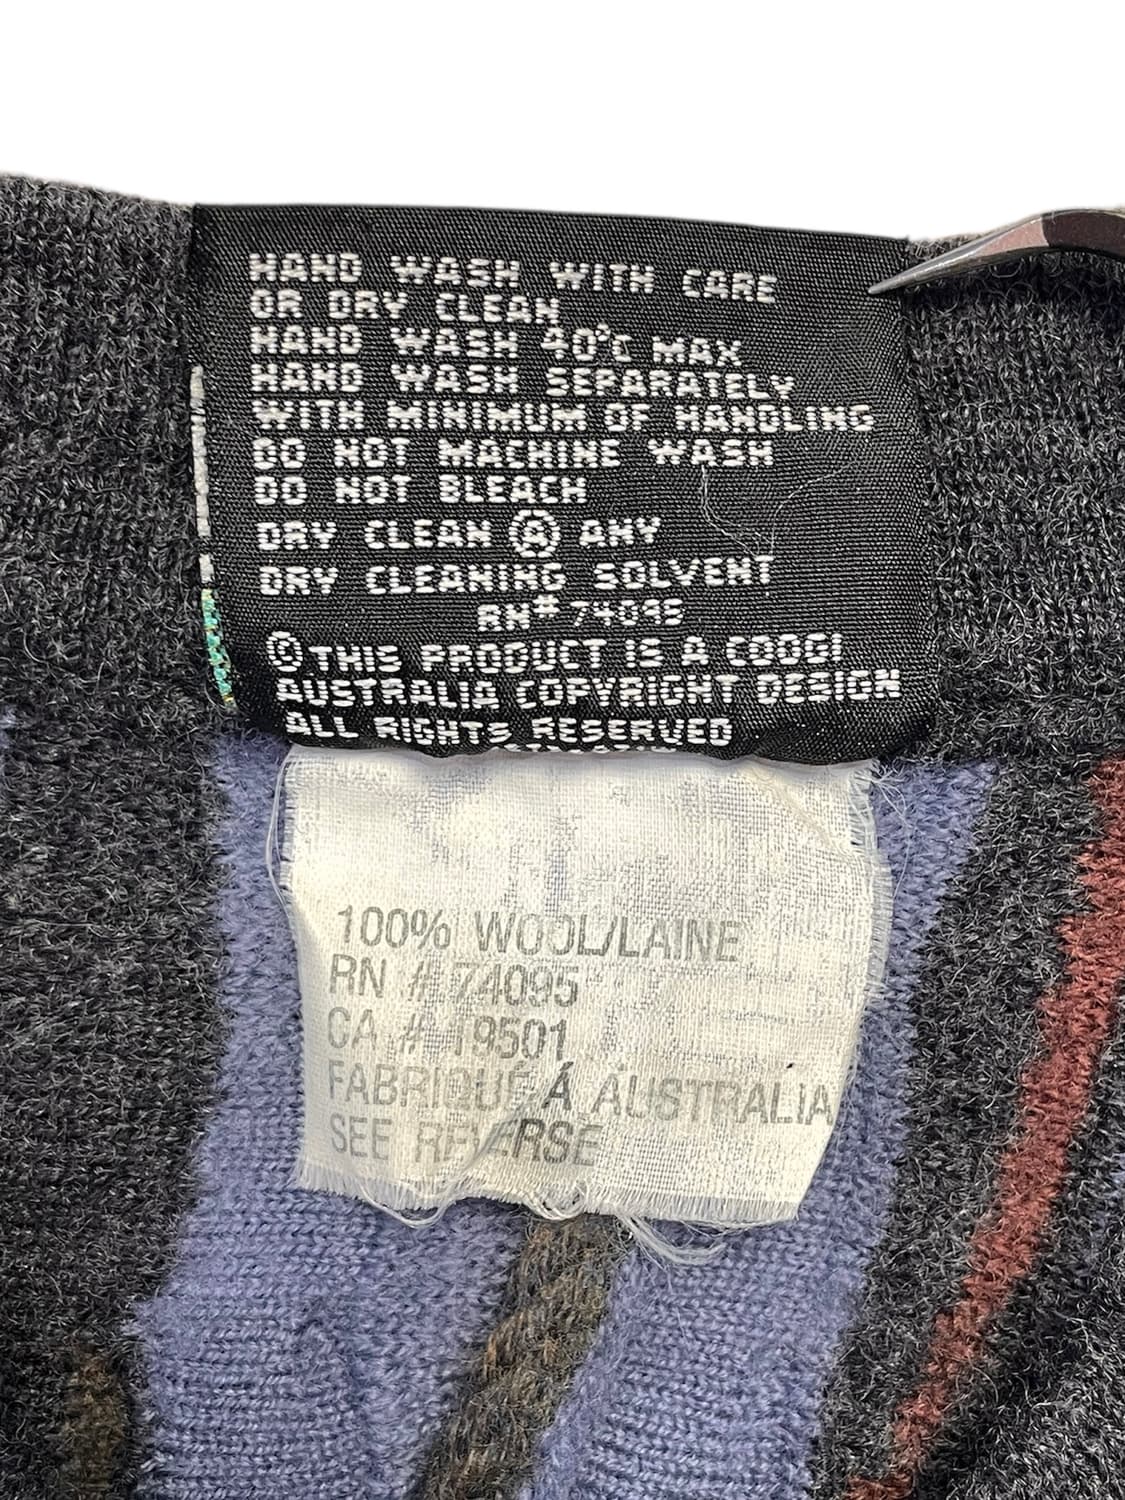 HAND WASH WITH CARE
OR DRY CLEAN
HAND WASH 40°C MAX
HAND WASH SEPARATELY
WITH MINIMUM OF HANDLING
DO NOT MACHINE WASH
DO NOT BLEACH
DRY CLEAN Ⓐ ANY
DRY CLEANING SOLVENT
RN# 74095
© THIS PRODUCT IS A COOGI
AUSTRALIA COPYRIGHT DESIGN
ALL RIGHTS RESERVED
100% WOOL/LAINE
RN # 74095
CA # 19501
FABRIQUE Á AUSTRALIA
SEE REVERSE